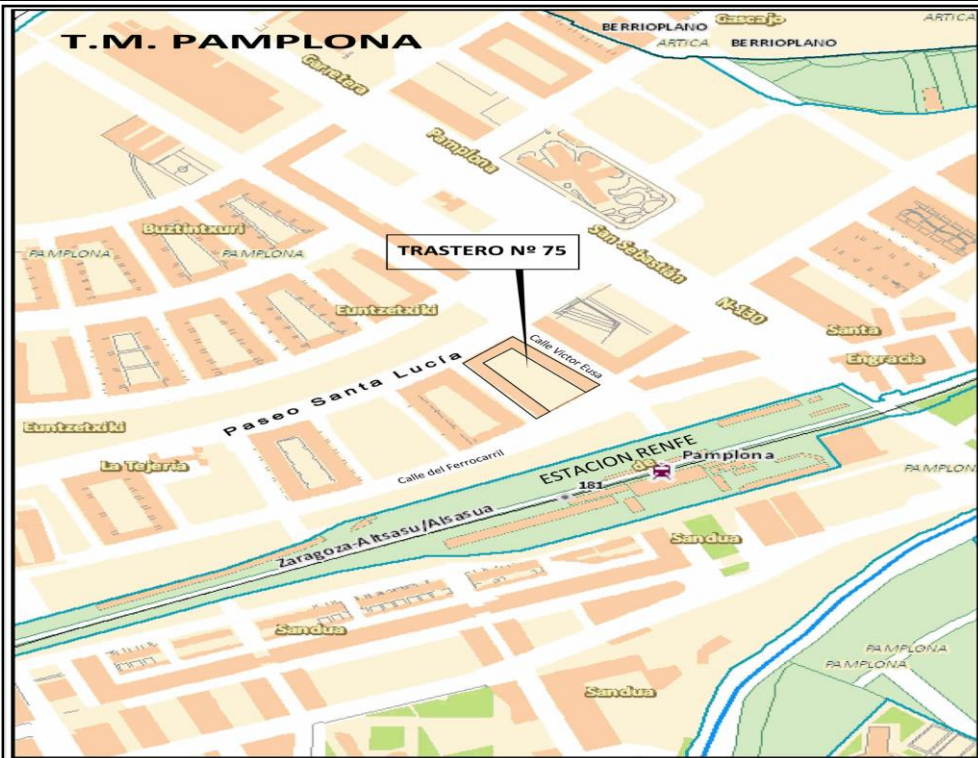 T.M. PAMPLONA
BERRIOPLANO
Gascajo
ARTICA
ARTICA
BERRIOPLANO
Garretera
Pamplona
Buztintxuri
PAMPLONA
PAMPLONA
TRASTERO Nº 75
San Sebastián
Euntzetxiki
N-130
Santa
Engracia
Calle Victor Eusa
Paseo Santa Lucía
Euntzetxiki
La Tejería
Calle del Ferrocarril
ESTACION RENFE
de
Pamplona
181
PAMPLON
Zaragoza-Altsasu/Alsasua
Sandua
Sandua
PAMPLONA
PAMPLONA
Sandua